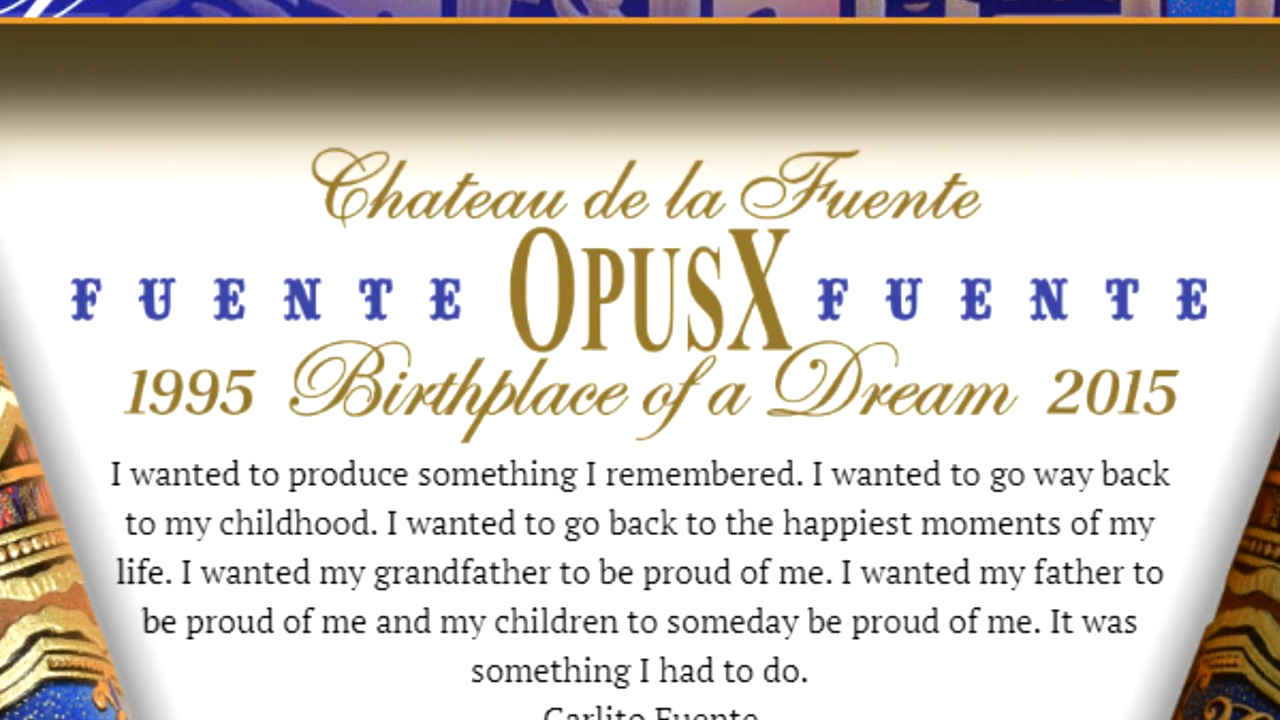 Chateau de la Fuente
FUENTE OPUSX FUENTE
1995 Birthplace of a Dream 2015
I wanted to produce something I remembered. I wanted to go way back
to my childhood. I wanted to go back to the happiest moments of my
life. I wanted my grandfather to be proud of me. I wanted my father to
be proud of me and my children to someday be proud of me. It was
something I had to do.
Carlito Fuente